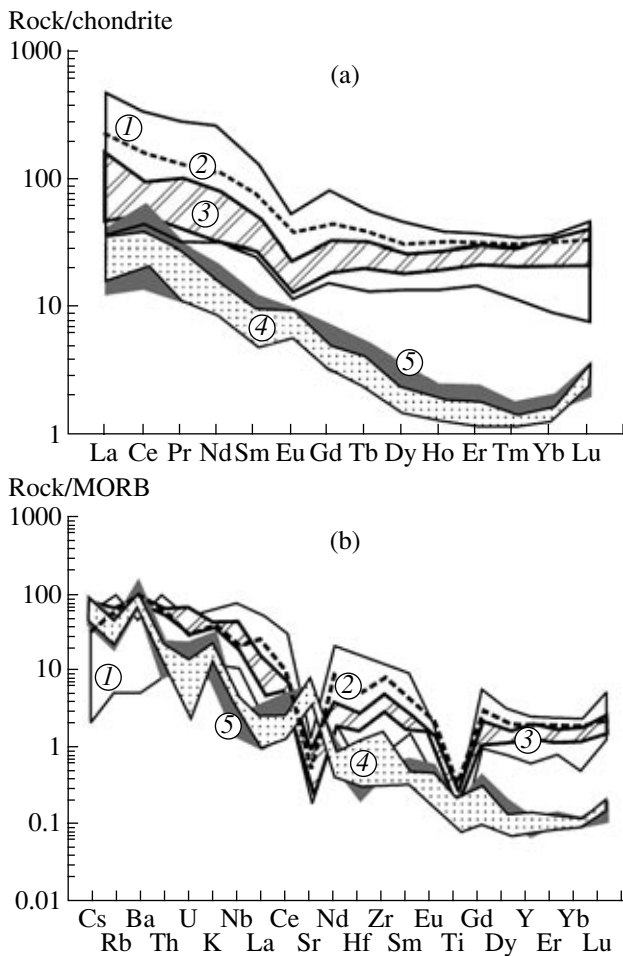 Rock/chondrite
(a)
1000
100
10
1
1
2
3
4
5
La Ce Pr Nd Sm Eu Gd Tb Dy Ho Er Tm Yb Lu
Rock/MORB
(b)
1000
100
10
1
0.1
0.01
1
2
3
4
5
Cs Ba U Nb Ce Nd Zr Eu Gd Y Yb
Rb Th K La Sr Hf Sm Ti Dy Er Lu